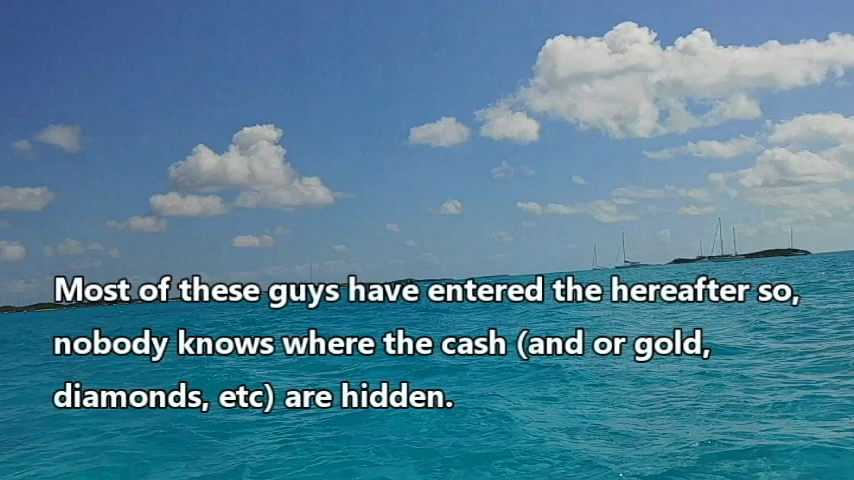 Most of these guys have entered the hereafter so,
nobody knows where the cash (and or gold,
diamonds, etc) are hidden.